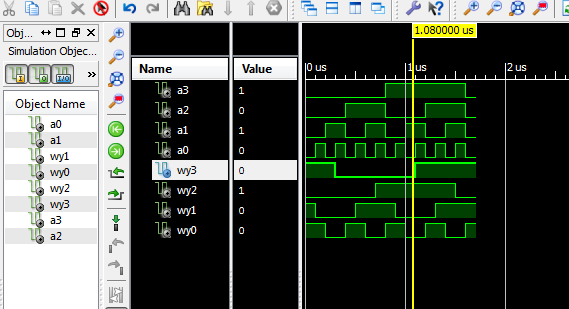 1.080000 us
Obj...
Simulation Objec...
»
Object Name
a0
a1
wy1
wy0
wy2
wy3
a3
a2
Name Value
a3 1
a2 0
a1 1
a0 0
wy3 0
wy2 1
wy1 0
wy0 0
0 us 1 us 2 us